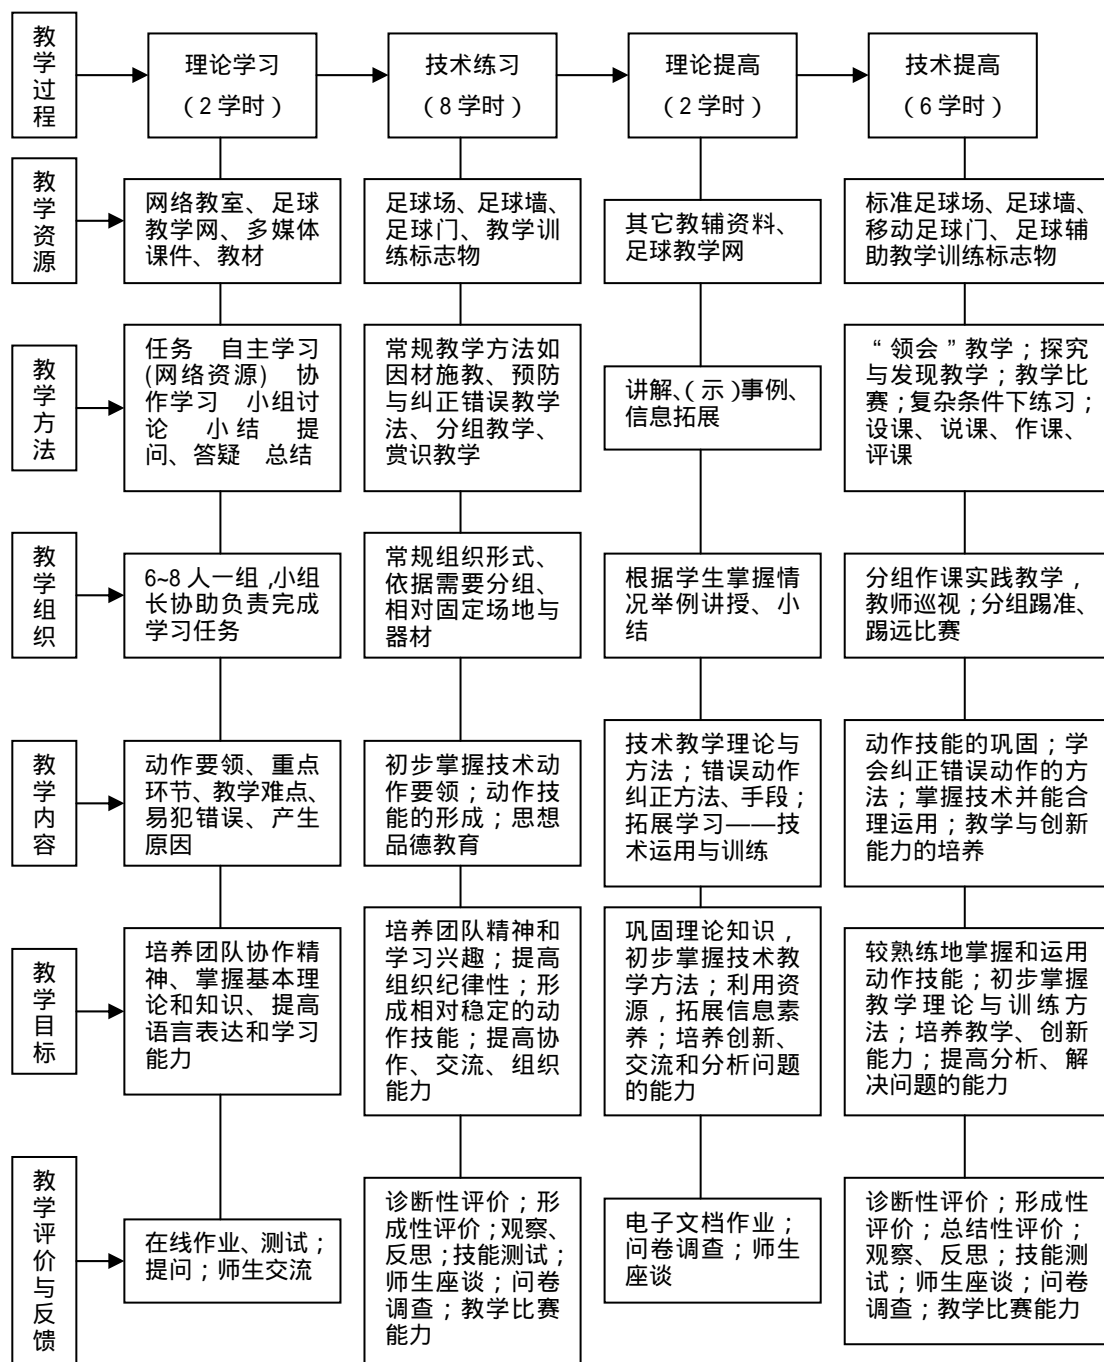 教学过程
理论学习
（2 学时）
技术练习
（8 学时）
理论提高
（2 学时）
技术提高
（6 学时）
教学资源
网络教室、足球
教学网、多媒体
课件、教材
足球场、足球墙、
足球门、教学训
练标志物
其它教辅资料、
足球教学网
标准足球场、足球墙、
移动足球门、足球辅
助教学训练标志物
教学方法
任务 自主学习
(网络资源) 协
作学习 小组讨
论 小结 提
问、答疑 总结
常规教学方法如
因材施教、预防
与纠正错误教学
法、分组教学、
赏识教学
讲解、（示）事例、
信息拓展
“领会”教学；探究
与发现教学；教学比
赛；复杂条件下练习；
设课、说课、作课、
评课
教学组织
6~8 人一组，小组
长协助负责完成
学习任务
常规组织形式、
依据需要分组、
相对固定场地与
器材
根据学生掌握情
况举例讲授、小
结
分组作课实践教学，
教师巡视；分组踢准、
踢远比赛
教学内容
动作要领、重点
环节、教学难点、
易犯错误、产生
原因
初步掌握技术动
作要领；动作技
能的形成；思想
品德教育
技术教学理论与
方法；错误动作
纠正方法、手段；
拓展学习——技
术运用与训练
动作技能的巩固；学
会纠正错误动作的方
法；掌握技术并能合
理运用；教学与创新
能力的培养
教学目标
培养团队协作精
神、掌握基本理
论和知识、提高
语言表达和学习
能力
培养团队精神和
学习兴趣；提高
组织纪律性；形
成相对稳定的动
作技能；提高协
作、交流、组织
能力
巩固理论知识，
初步掌握技术教
学方法；利用资
源，拓展信息素
养；培养创新、
交流和分析问题
的能力
较熟练地掌握和运用
动作技能；初步掌握
教学理论与训练方
法；培养教学、创新
能力；提高分析、解
决问题的能力
教学评价与反馈
在线作业、测试；
提问；师生交流
诊断性评价；形
成性评价；观察、
反思；技能测试；
师生座谈；问卷
调查；教学比赛
能力
电子文档作业；
问卷调查；师生
座谈
诊断性评价；形成性
评价；总结性评价；
观察、反思；技能测
试；师生座谈；问卷
调查；教学比赛能力